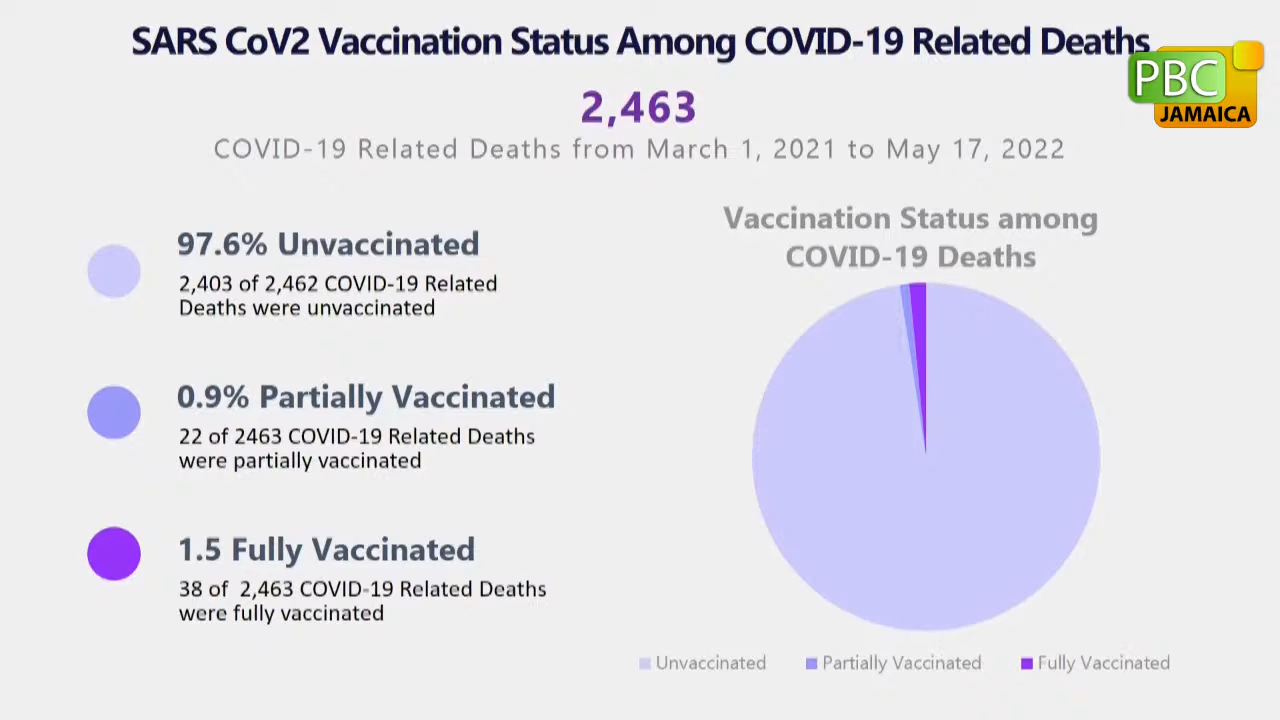 SARS CoV2 Vaccination Status Among COVID-19 Related Deaths
PBC
JAMAICA
2,463
COVID-19 Related Deaths from March 1, 2021 to May 17, 2022
97.6% Unvaccinated
2,403 of 2,462 COVID-19 Related
Deaths were unvaccinated
0.9% Partially Vaccinated
22 of 2463 COVID-19 Related Deaths
were partially vaccinated
1.5 Fully Vaccinated
38 of  2,463 COVID-19 Related Deaths
were fully vaccinated
Vaccination Status among
COVID-19 Deaths
Unvaccinated
Partially Vaccinated
Fully Vaccinated